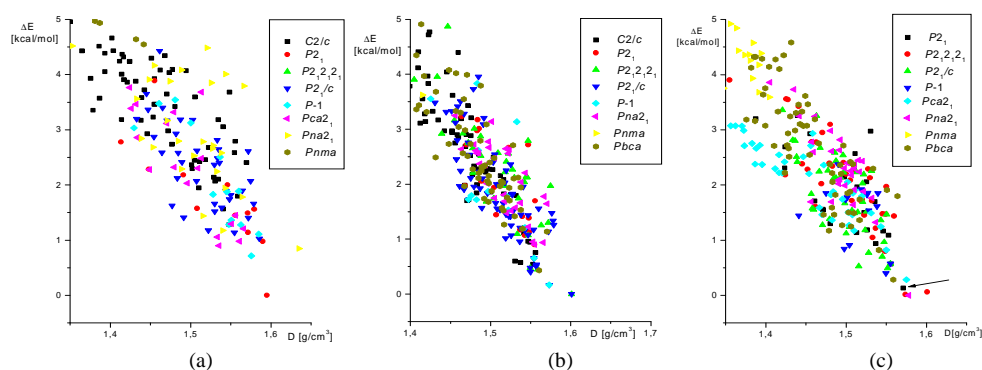 ΔE
[kcal/mol]
5
4
3
2
1
0
1,4
1,5
1,6
D [g/cm³]
C2/c
P2₁
P2₁2₁2₁
P2₁/c
P-1
Pca2₁
Pna2₁
Pnma
(a)
ΔE
[kcal/mol]
5
4
3
2
1
0
1,4
1,5
1,6
1,7
D [g/cm³]
C2/c
P2₁
P2₁2₁2₁
P2₁/c
P-1
Pna2₁
Pnma
Pbca
(b)
ΔE
[kcal/mol]
5
4
3
2
1
0
1,4
1,5
1,6
D[g/cm³]
P2₁
P2₁2₁2₁
P2₁/c
P-1
Pca2₁
Pna2₁
Pnma
Pbca
(c)